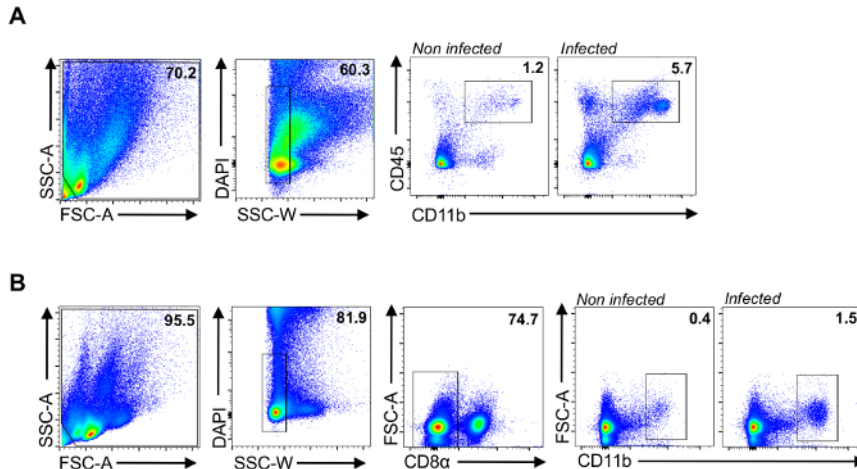 A
Non infected
Infected
70.2
60.3
1.2
5.7
SSC-A
DAPI
CD45
FSC-A
SSC-W
CD11b
B
Non infected
Infected
95.5
81.9
74.7
0.4
1.5
SSC-A
DAPI
FSC-A
FSC-A
FSC-A
SSC-W
CD8α
CD11b